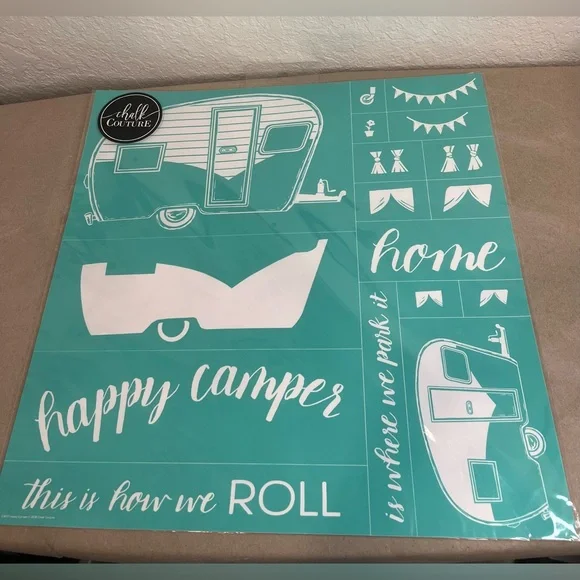 chalk
COUTURE
home
is where we park it
happy camper
this is how we ROLL